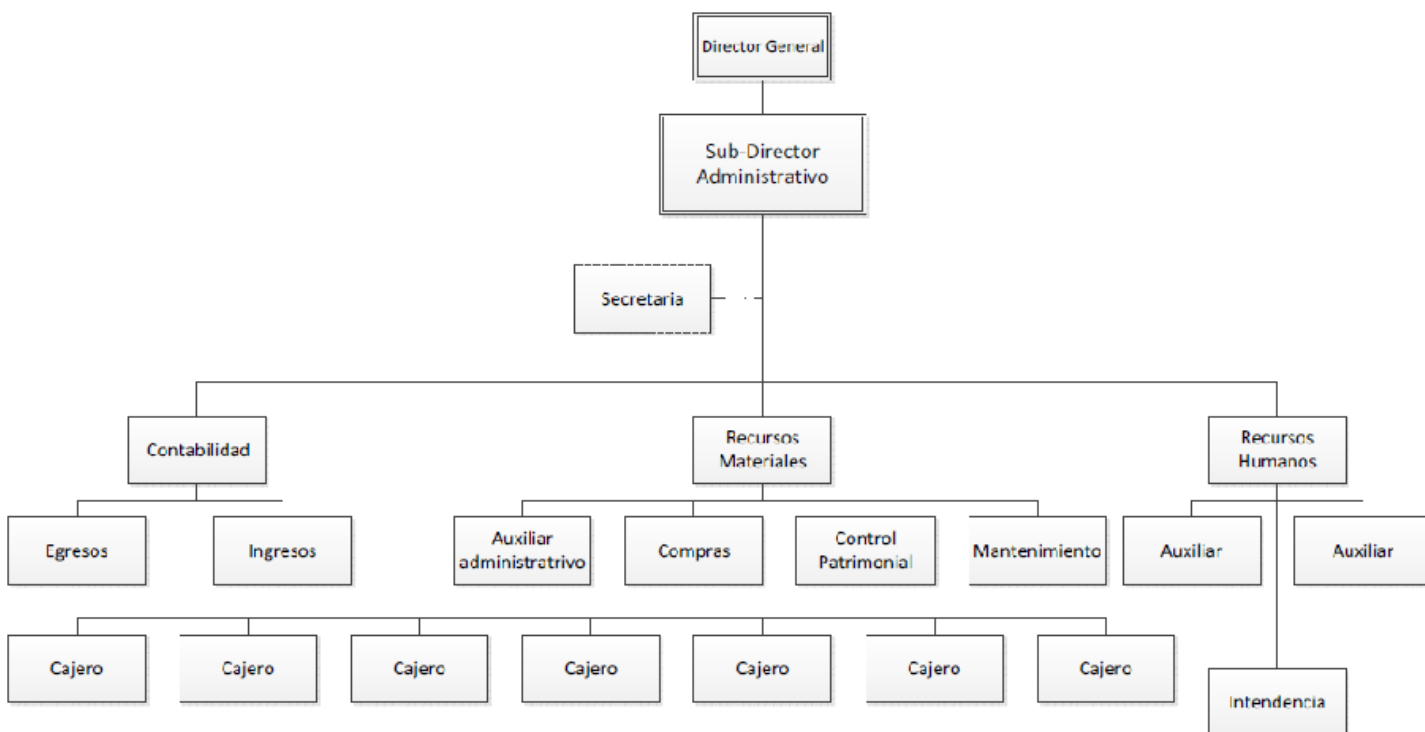 Director General
Sub-Director
Administrativo
Secretaria
Contabilidad
Recursos
Materiales
Recursos
Humanos
Egresos
Ingresos
Auxiliar
administratrivo
Compras
Control
Patrimonial
Mantenimiento
Auxiliar
Auxiliar
Cajero
Cajero
Cajero
Cajero
Cajero
Cajero
Cajero
Intendencia